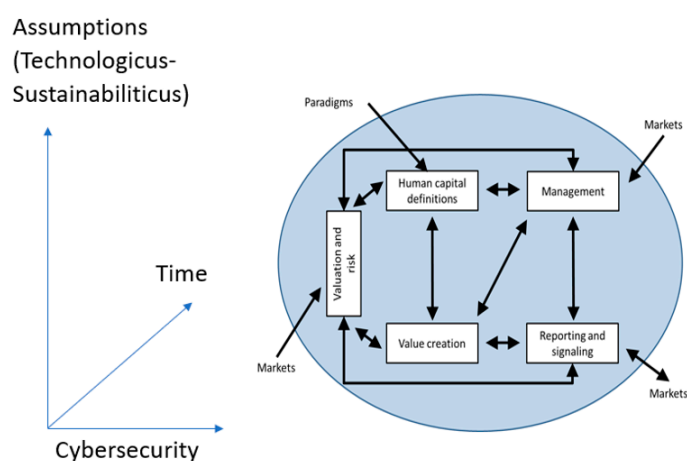 Assumptions
(Technologicus-
Sustainabiliticus)
Time
Cybersecurity
Paradigms
Markets
Human capital
definitions
Management
Valuation and
risk
Value creation
Reporting and
signaling
Markets
Markets